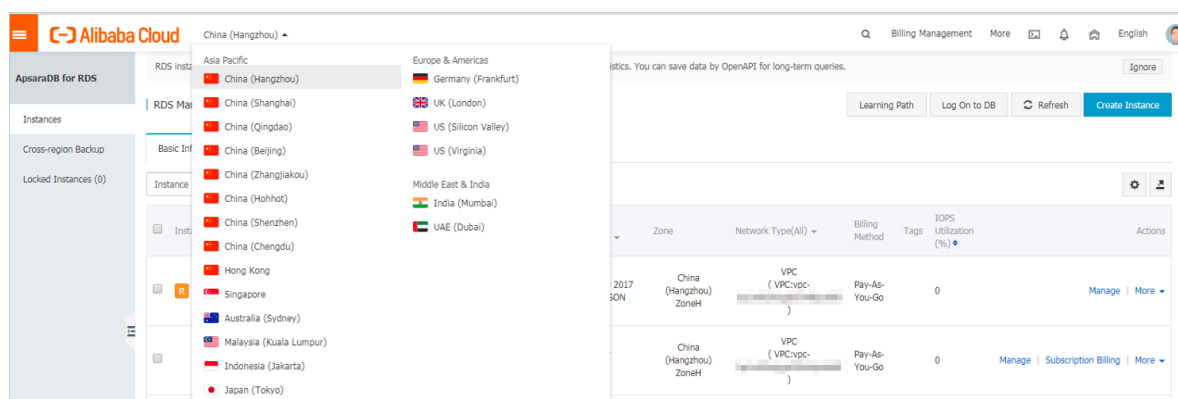 Alibaba Cloud
China (Hangzhou)
Billing Management
More
English
ApsaraDB for RDS
Instances
Cross-region Backup
Locked Instances (0)
RDS insta
istics. You can save data by OpenAPI for long-term queries.
Ignore
RDS Mar
Learning Path
Log On to DB
Refresh
Create Instance
Basic Inf
Instance
Asia Pacific
China (Hangzhou)
China (Shanghai)
China (Qingdao)
China (Beijing)
China (Zhangjiakou)
China (Hohhot)
China (Shenzhen)
China (Chengdu)
Hong Kong
Singapore
Australia (Sydney)
Malaysia (Kuala Lumpur)
Indonesia (Jakarta)
Japan (Tokyo)
Europe & Americas
Germany (Frankfurt)
UK (London)
US (Silicon Valley)
US (Virginia)
Middle East & India
India (Mumbai)
UAE (Dubai)
Insta
Zone
Network Type(All)
Billing
Method
Tags
IOPS
Utilization
(%)
Actions
R
2017
SON
China
(Hangzhou)
ZoneH
VPC
( VPC:vpc-
)
Pay-As-
You-Go
0
Manage | More
China
(Hangzhou)
ZoneH
VPC
( VPC:vpc-
)
Pay-As-
You-Go
0
Manage | Subscription Billing | More